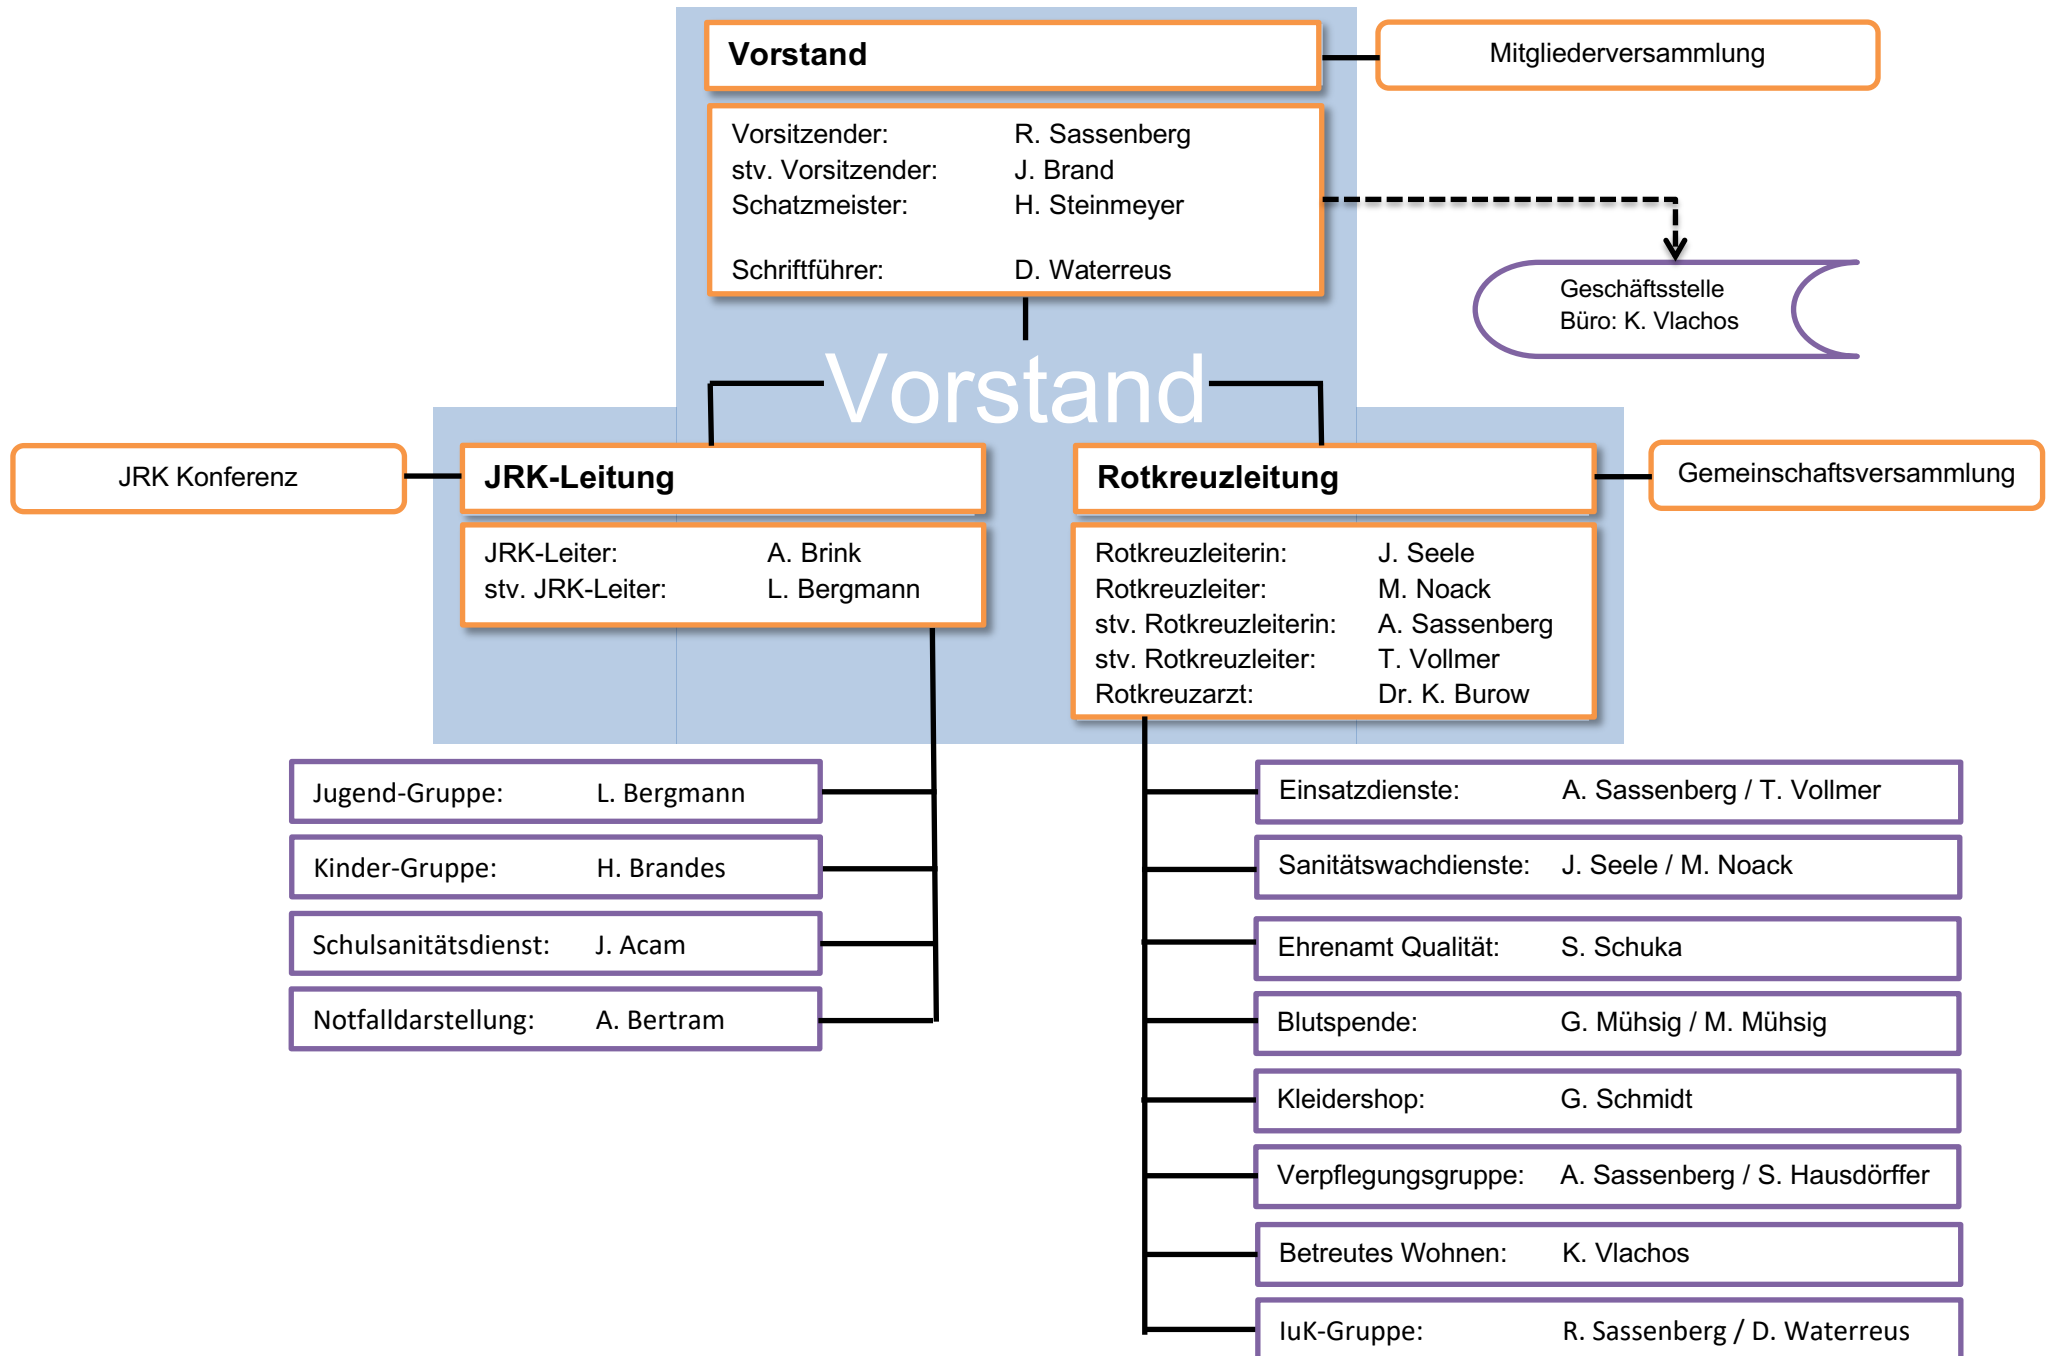 Vorstand
Mitgliederversammlung
Vorsitzender: R. Sassenberg
stv. Vorsitzender: J. Brand
Schatzmeister: H. Steinmeyer
Schriftführer: D. Waterreus
Geschäftsstelle
Büro: K. Vlachos
Vorstand
JRK Konferenz
JRK-Leitung
JRK-Leiter: A. Brink
stv. JRK-Leiter: L. Bergmann
Rotkreuzleitung
Gemeinschaftsversammlung
Rotkreuzleiterin: J. Seele
Rotkreuzleiter: M. Noack
stv. Rotkreuzleiterin: A. Sassenberg
stv. Rotkreuzleiter: T. Vollmer
Rotkreuzarzt: Dr. K. Burow
Jugend-Gruppe: L. Bergmann
Kinder-Gruppe: H. Brandes
Schulsanitätsdienst: J. Acam
Notfalldarstellung: A. Bertram
Einsatzdienste: A. Sassenberg / T. Vollmer
Sanitätswachdienste: J. Seele / M. Noack
Ehrenamt Qualität: S. Schuka
Blutspende: G. Mühsig / M. Mühsig
Kleidershop: G. Schmidt
Verpflegungsgruppe: A. Sassenberg / S. Hausdörffer
Betreutes Wohnen: K. Vlachos
IuK-Gruppe: R. Sassenberg / D. Waterreus